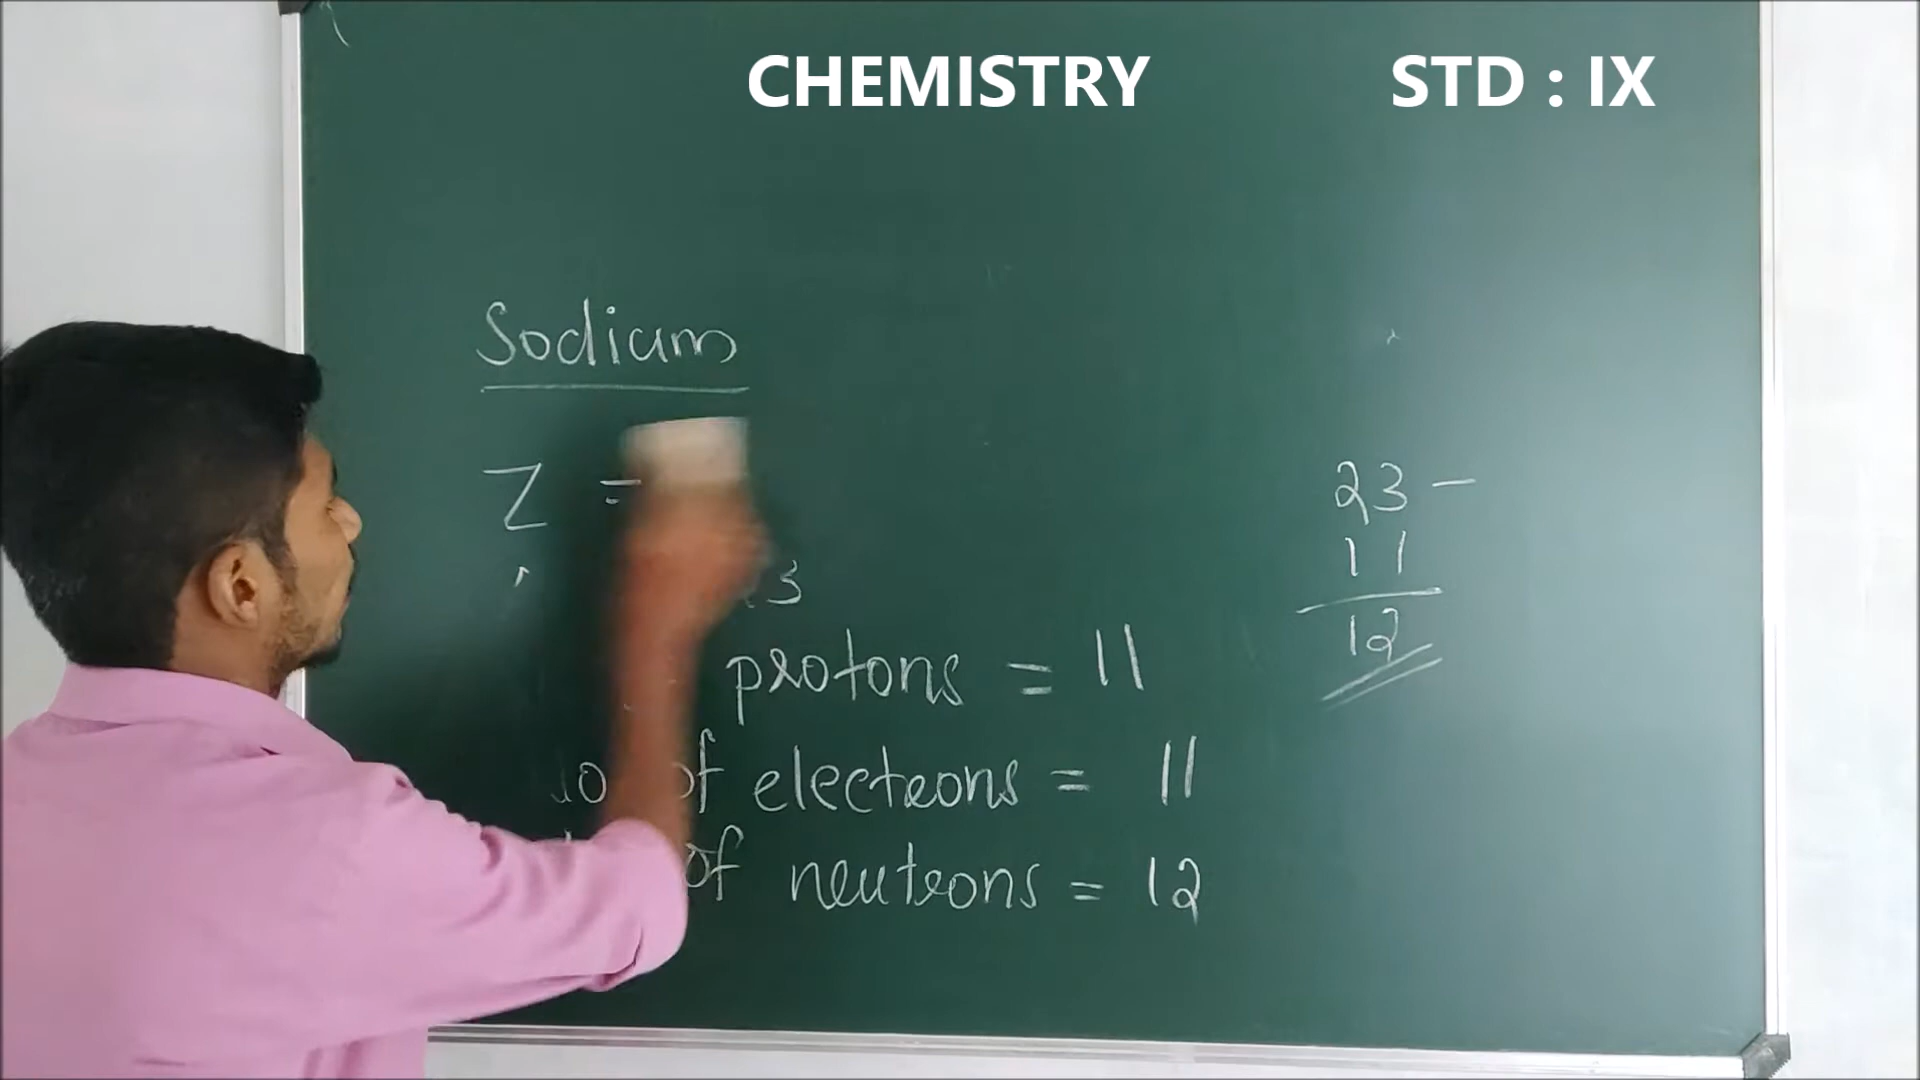 CHEMISTRY STD : IX
Sodium
Z =
3
protons = 11
of electrons = 11
of neutrons = 12
23 -
11
12